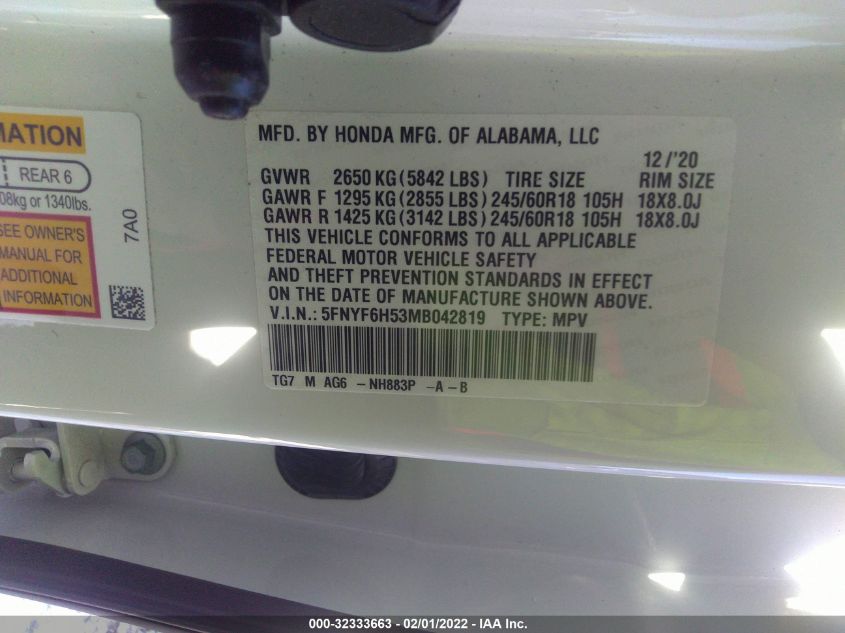 MATION
REAR 6
08kg or 1340lbs.
SEE OWNER'S
MANUAL FOR
ADDITIONAL
INFORMATION
7A0
MFD. BY HONDA MFG. OF ALABAMA, LLC
12/'20
GVWR 2650 KG (5842 LBS) TIRE SIZE RIM SIZE
GAWR F 1295 KG (2855 LBS) 245/60R18 105H 18X8.0J
GAWR R 1425 KG (3142 LBS) 245/60R18 105H 18X8.0J
THIS VEHICLE CONFORMS TO ALL APPLICABLE
FEDERAL MOTOR VEHICLE SAFETY
AND THEFT PREVENTION STANDARDS IN EFFECT
ON THE DATE OF MANUFACTURE SHOWN ABOVE.
V.I.N.: 5FNYF6H53MB042819 TYPE: MPV
TG7 M AG6 - NH883P -A-B
000-32333663 - 02/01/2022 - IAA Inc.